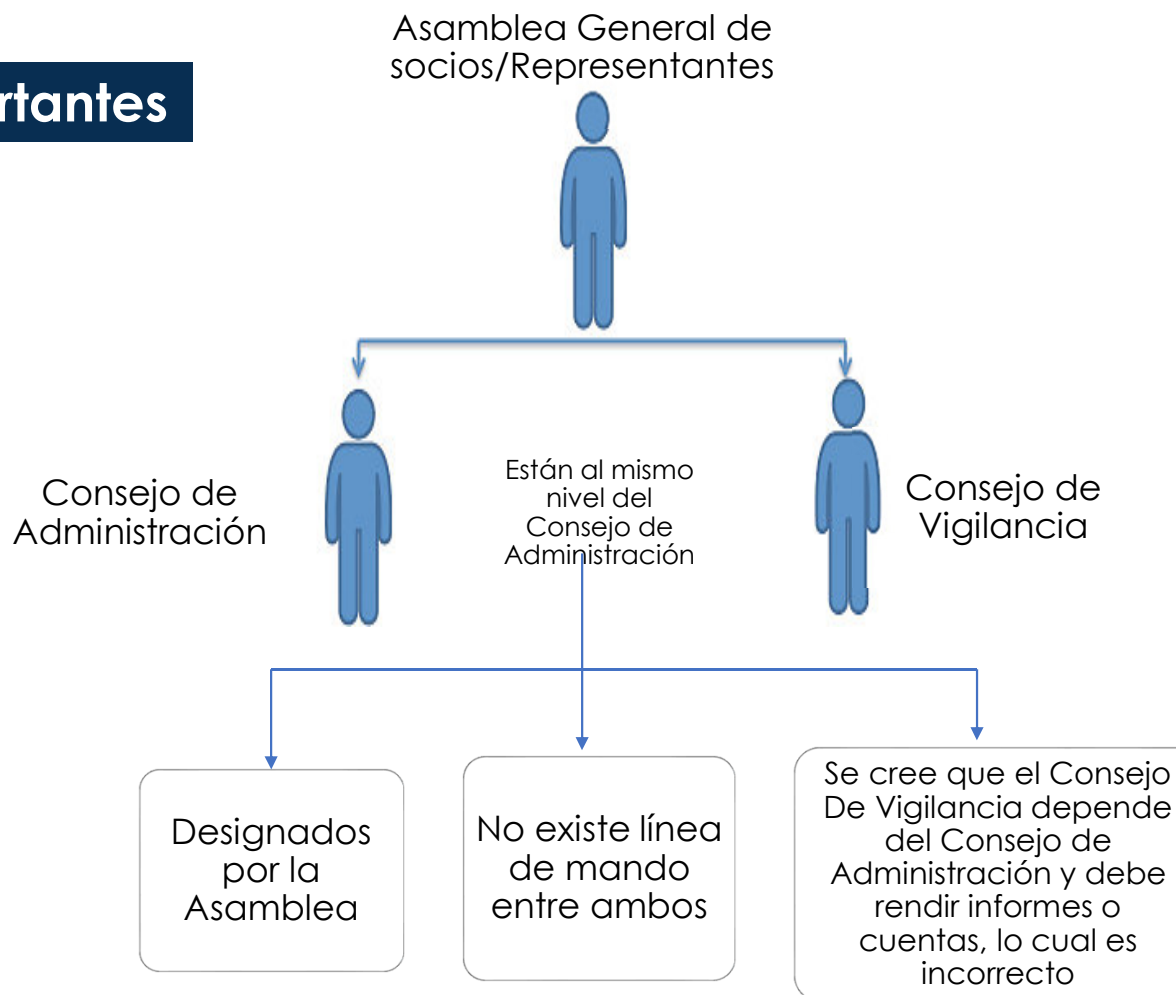 Asamblea General de
socios/Representantes
rtantes
Consejo de
Administración
Están al mismo
nivel del
Consejo de
Administración
Consejo de
Vigilancia
Designados
por la
Asamblea
No existe línea
de mando
entre ambos
Se cree que el Consejo
De Vigilancia depende
del Consejo de
Administración y debe
rendir informes o
cuentas, lo cual es
incorrecto